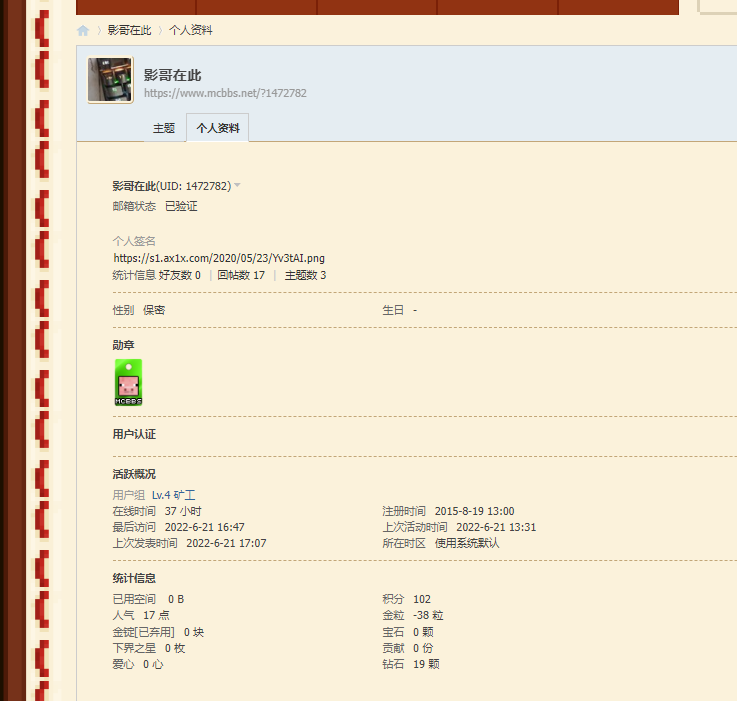 影哥在此 〉 个人资料
影哥在此
https://www.mcbbs.net/?1472782
主题 个人资料
影哥在此(UID: 1472782)
邮箱状态 已验证
个人签名
https://s1.ax1x.com/2020/05/23/Yv3tAI.png
统计信息 好友数 0 | 回帖数 17 | 主题数 3
性别 保密 生日 -
勋章
MCBBS
用户认证
活跃概况
用户组 Lv.4 矿工
在线时间 37 小时 注册时间 2015-8-19 13:00
最后访问 2022-6-21 16:47 上次活动时间 2022-6-21 13:31
上次发表时间 2022-6-21 17:07 所在时区 使用系统默认
统计信息
已用空间 0 B 积分 102
人气 17 点 金粒 -38 粒
金锭[已弃用] 0 块 宝石 0 颗
下界之星 0 枚 贡献 0 份
爱心 0 心 钻石 19 颗